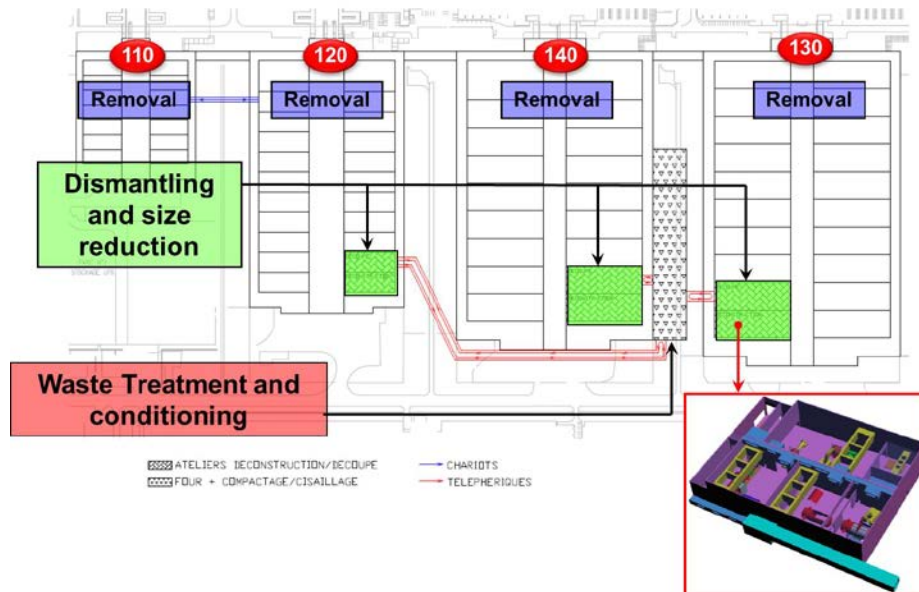 110
120
140
130
Removal
Removal
Removal
Removal
Dismantling
and size
reduction
Waste Treatment and
conditioning
ATELIERS DECONSTRUCTION/DECOUPE
FOUR + COMPACTAGE/CISAILLAGE
CHARIOTS
TELEPHERIQUES